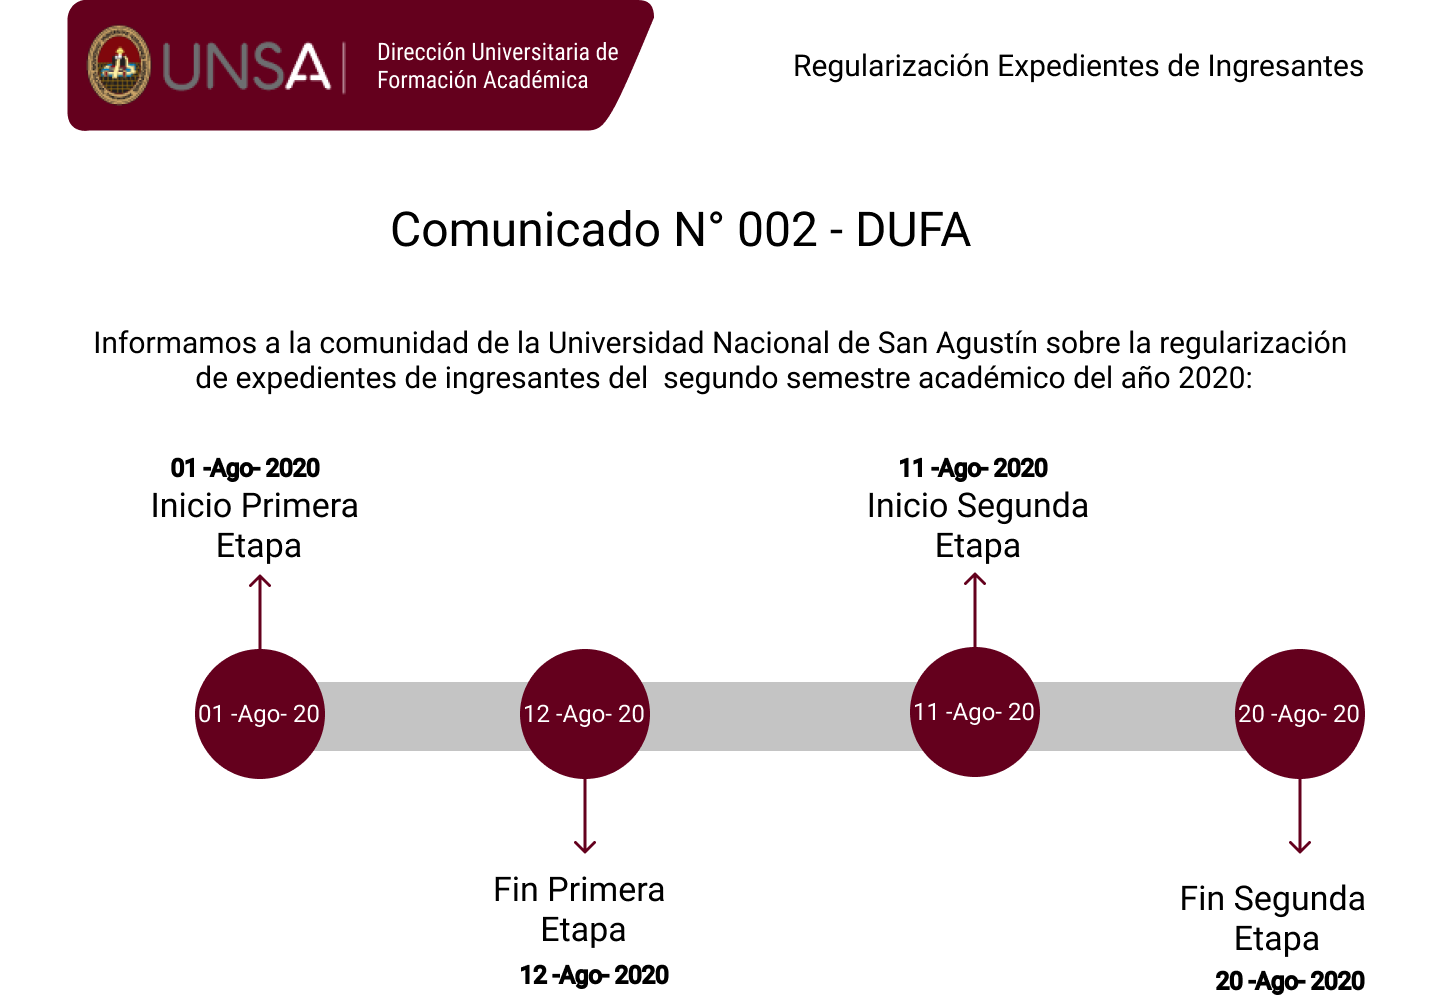 UNSA
Dirección Universitaria de
Formación Académica
Regularización Expedientes de Ingresantes
Comunicado N° 002 - DUFA
Informamos a la comunidad de la Universidad Nacional de San Agustín sobre la regularización
de expedientes de ingresantes del  segundo semestre académico del año 2020:
01 -Ago- 2020
Inicio Primera
Etapa
11 -Ago- 2020
Inicio Segunda
Etapa
01 -Ago- 20
12 -Ago- 20
11 -Ago- 20
20 -Ago- 20
Fin Primera
Etapa
12 -Ago- 2020
Fin Segunda
Etapa
20 -Ago- 2020